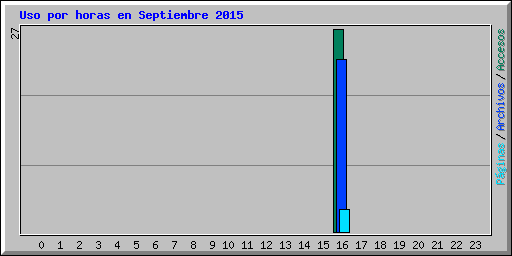 Uso por horas en Septiembre 2015
27
Páginas / Archivos / Accesos
0 1 2 3 4 5 6 7 8 9 10 11 12 13 14 15 16 17 18 19 20 21 22 23